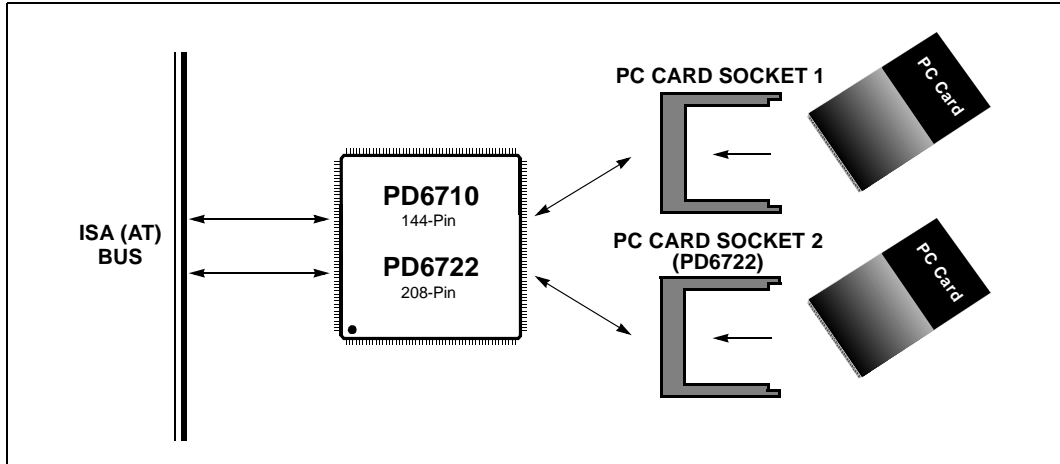 ISA (AT)
BUS
PD6710
144-Pin
PD6722
208-Pin
PC CARD SOCKET 1
PC Card
PC CARD SOCKET 2
(PD6722)
PC Card